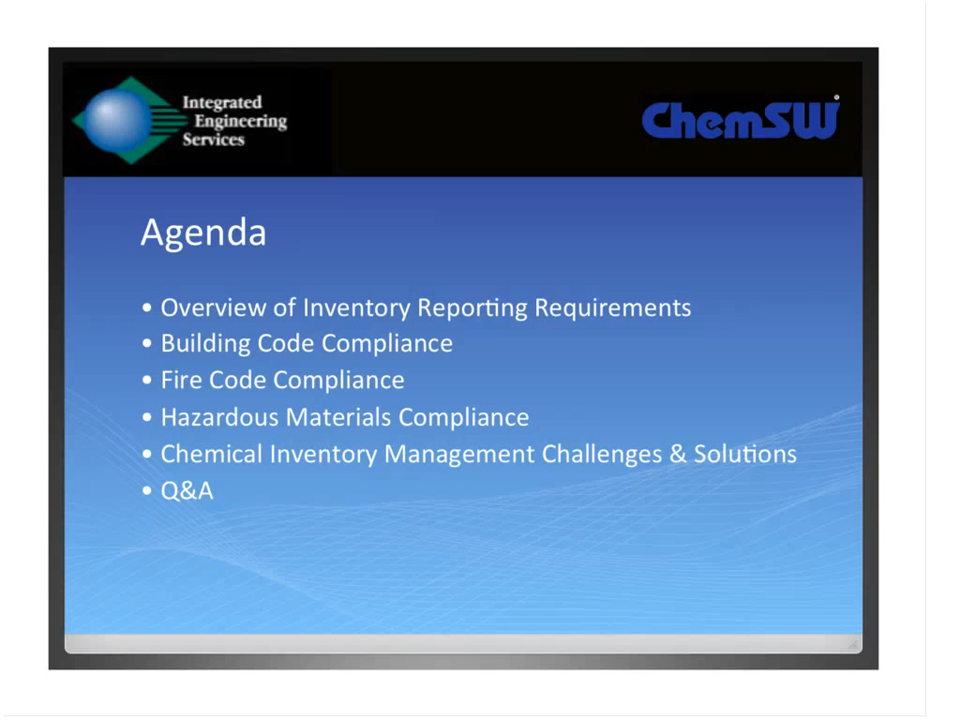 Integrated
Engineering
Services
ChemSW®
Agenda
• Overview of Inventory Reporting Requirements
• Building Code Compliance
• Fire Code Compliance
• Hazardous Materials Compliance
• Chemical Inventory Management Challenges & Solutions
• Q&A